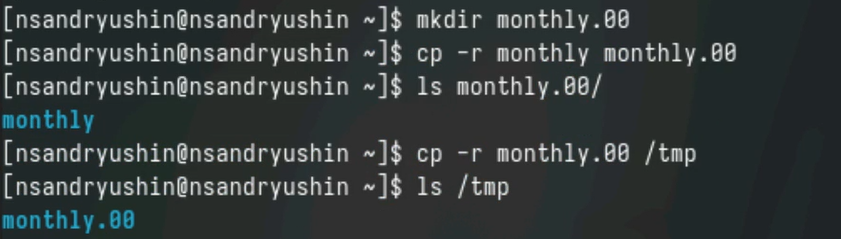 [nsandryushin@nsandryushin ~]$ mkdir monthly.00
[nsandryushin@nsandryushin ~]$ cp -r monthly monthly.00
[nsandryushin@nsandryushin ~]$ ls monthly.00/
monthly
[nsandryushin@nsandryushin ~]$ cp -r monthly.00 /tmp
[nsandryushin@nsandryushin ~]$ ls /tmp
monthly.00